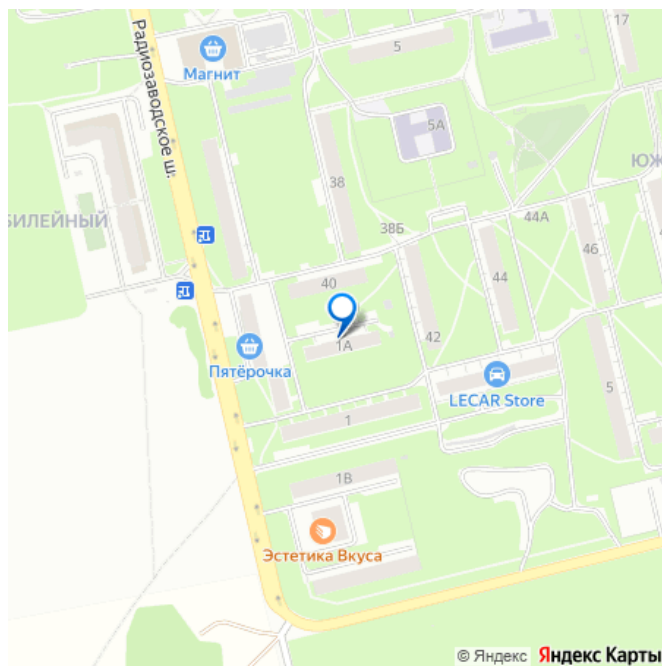 17
5
Магнит
Радиозаводское ш.
5А
38
ЮЖ
БИЛЕЙНЫЙ
44А
38Б
46
44
40
42
1А
Пятёрочка
LECAR Store
5
1
1В
Эстетика Вкуса
© Яндекс Яндекс Карты